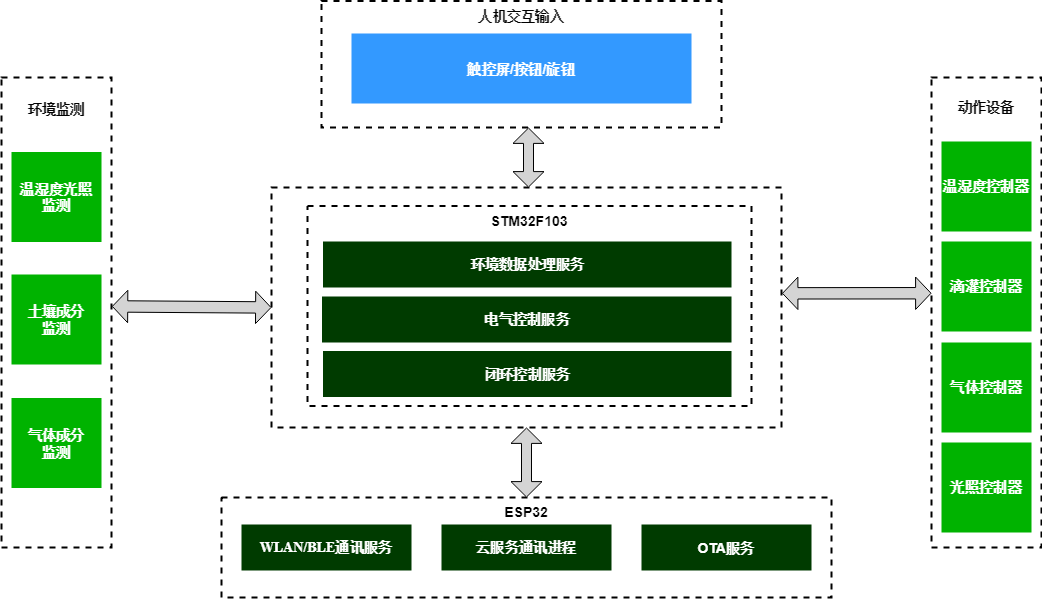 人机交互输入
触控屏/按钮/旋钮
环境监测
温湿度光照
监测
土壤成分
监测
气体成分
监测
STM32F103
环境数据处理服务
电气控制服务
闭环控制服务
动作设备
温湿度控制器
滴灌控制器
气体控制器
光照控制器
ESP32
WLAN/BLE通讯服务
云服务通讯进程
OTA服务